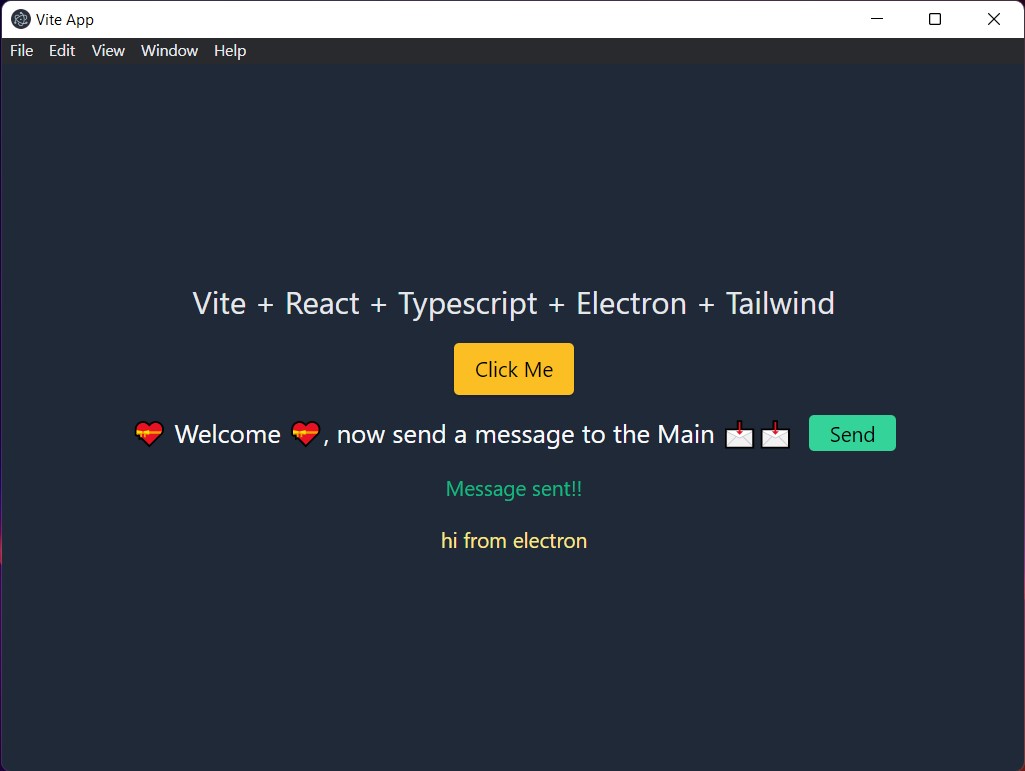 Vite App
File Edit View Window Help
Vite + React + Typescript + Electron + Tailwind
Click Me
💝 Welcome 💝, now send a message to the Main 📩📩 Send
Message sent!!
hi from electron